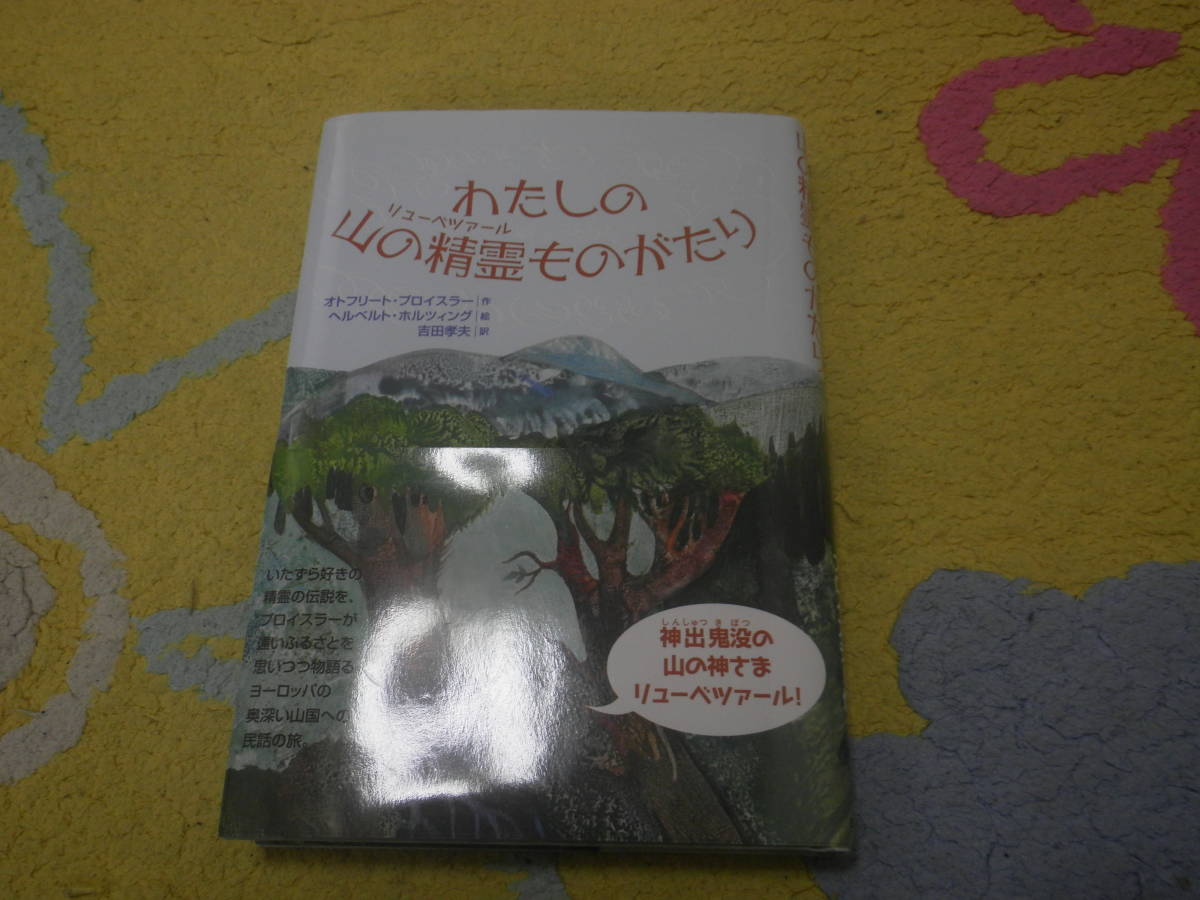 わたしの
リューベツァール
山の精霊ものがたり
オトフリート・プロイスラー 作
ヘルベルト・ホルツィング 絵
吉田孝夫 訳
いたずら好きの
精霊の伝説を、
プロイスラーが
遠いふるさとを
思いつつ物語る
ヨーロッパの
奥深い山国への
民話の旅。
しんしゅつ き ぼつ
神出鬼没の
山の神さま
リューベツァール!